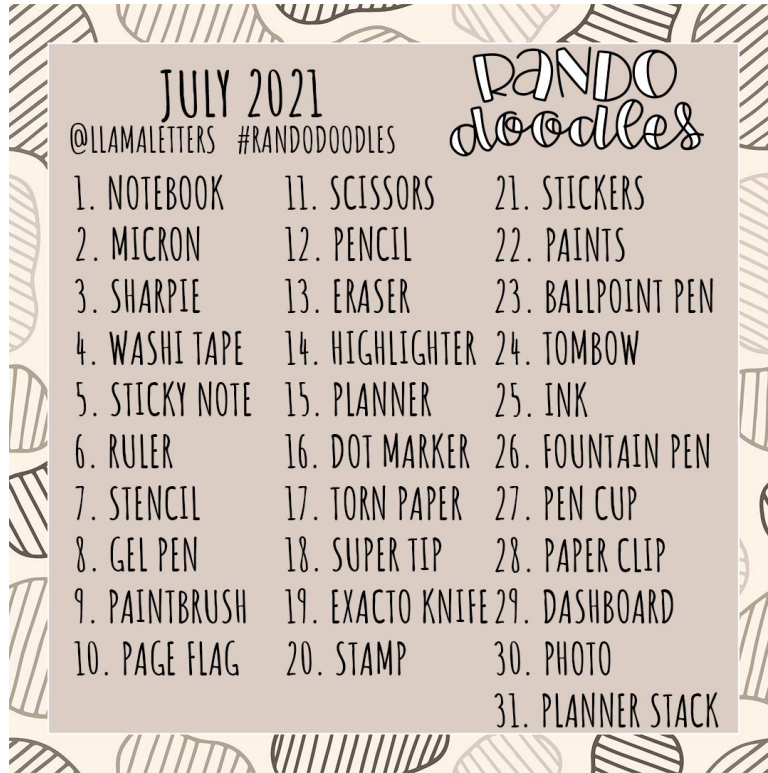 JULY 2021
@LLAMALETTERS #RANDODOODLES
RANDO
doodles
1. NOTEBOOK
2. MICRON
3. SHARPIE
4. WASHI TAPE
5. STICKY NOTE
6. RULER
7. STENCIL
8. GEL PEN
9. PAINTBRUSH
10. PAGE FLAG
11. SCISSORS
12. PENCIL
13. ERASER
14. HIGHLIGHTER
15. PLANNER
16. DOT MARKER
17. TORN PAPER
18. SUPER TIP
19. EXACTO KNIFE
20. STAMP
21. STICKERS
22. PAINTS
23. BALLPOINT PEN
24. TOMBOW
25. INK
26. FOUNTAIN PEN
27. PEN CUP
28. PAPER CLIP
29. DASHBOARD
30. PHOTO
31. PLANNER STACK